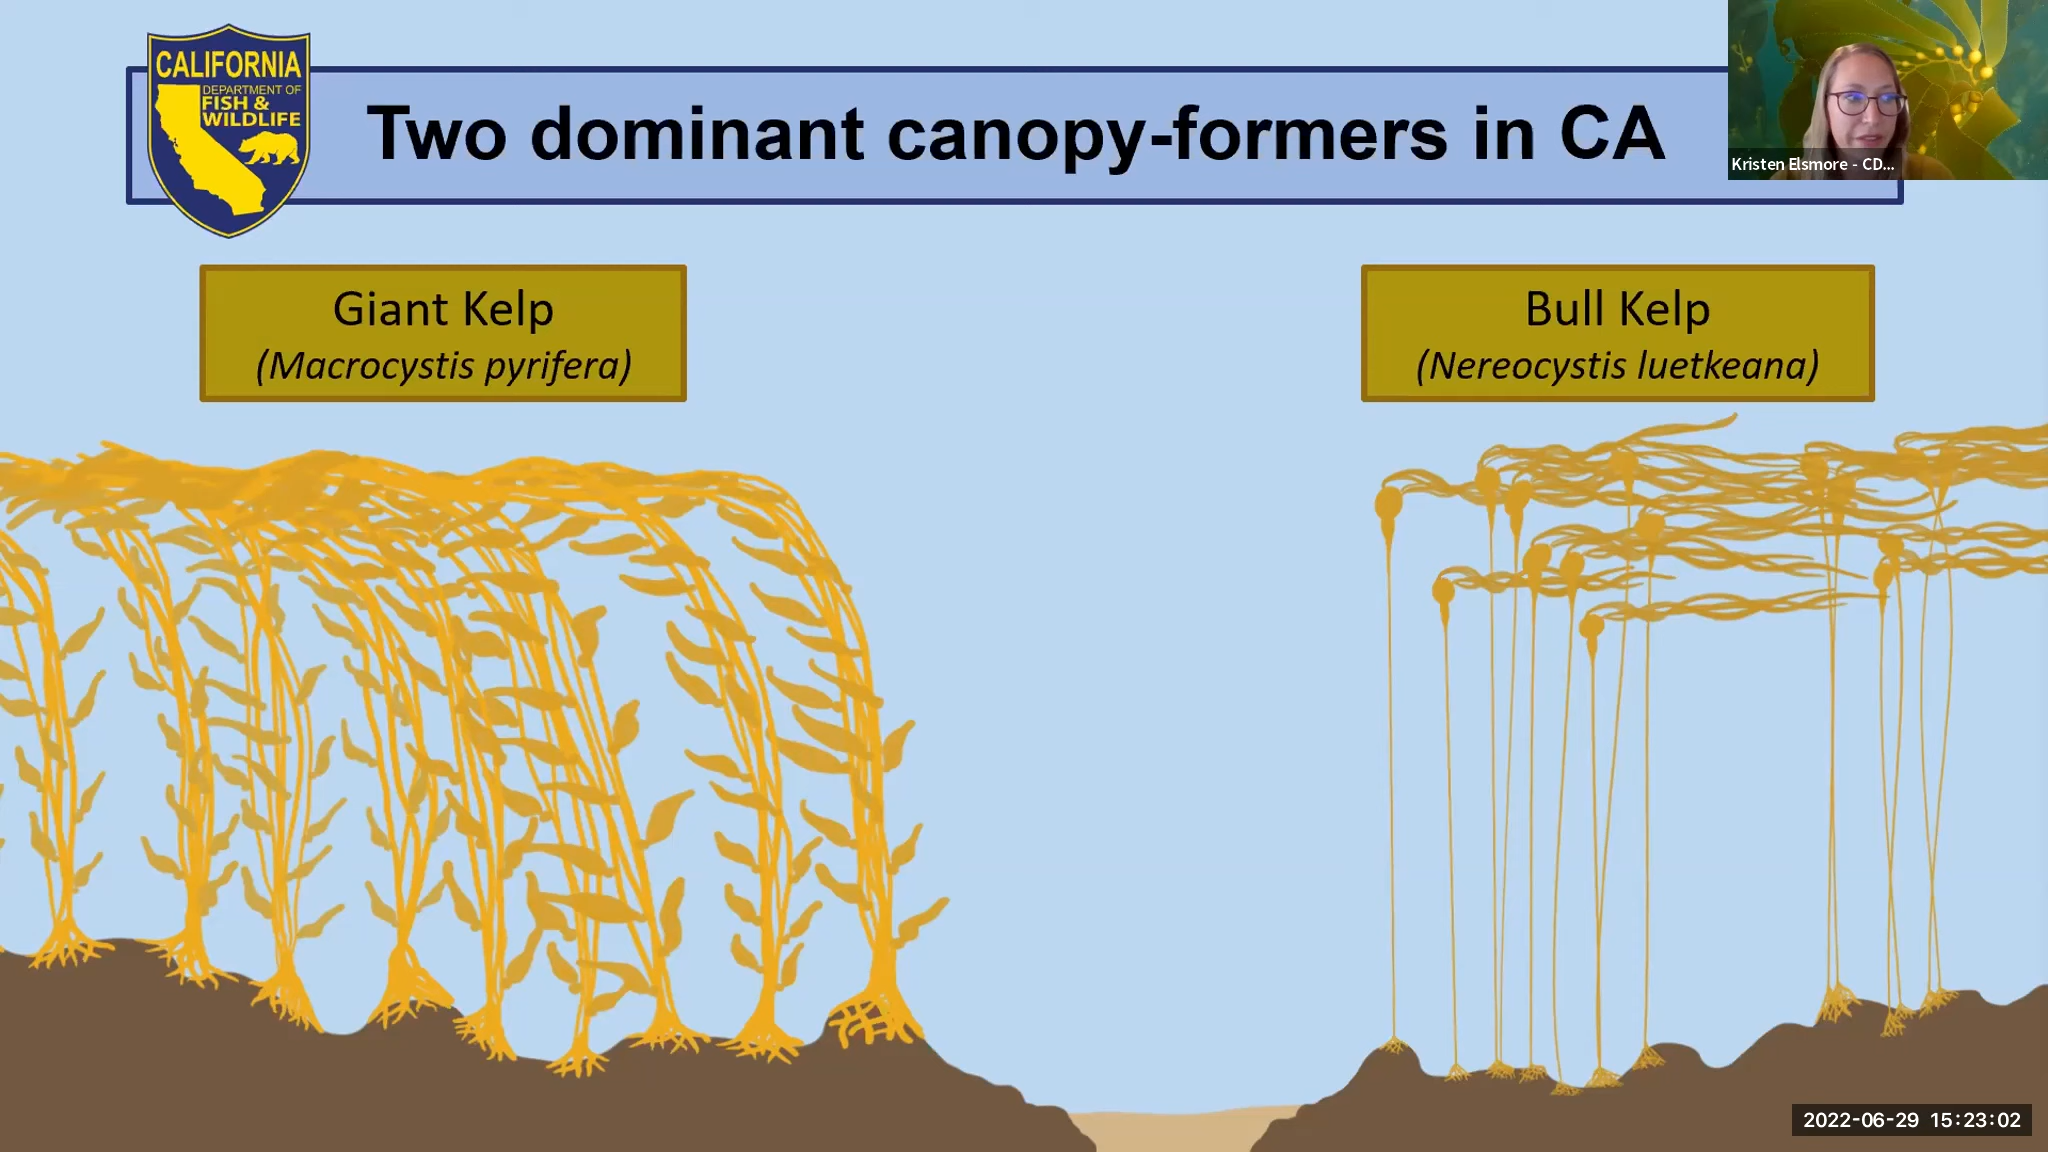 CALIFORNIA
DEPARTMENT OF
FISH &
WILDLIFE
Two dominant canopy-formers in CA
Kristen Elsmore - CD...
Giant Kelp
(Macrocystis pyrifera)
Bull Kelp
(Nereocystis luetkeana)
2022-06-29 15:23:02